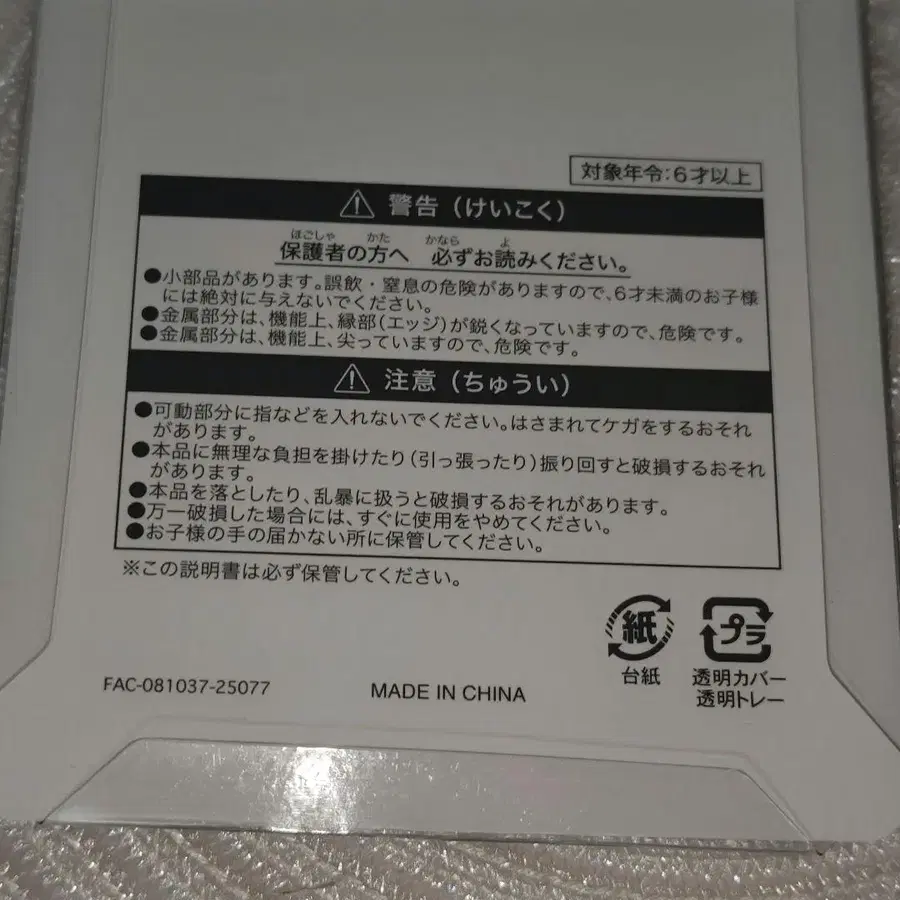 対象年令:6才以上
警告（けいこく）
ほごしゃ かた かなら よ
保護者の方へ 必ずお読みください。
●小部品があります。誤飲・窒息の危険がありますので、6才未満のお子様
には絶対に与えないでください。
●金属部分は、機能上、縁部（エッジ）が鋭くなっていますので、危険です。
●金属部分は、機能上、尖っていますので、危険です。
注意（ちゅうい）
●可動部分に指などを入れないでください。はさまれてケガをするおそれ
があります。
●本品に無理な負担を掛けたり（引っ張ったり）振り回すと破損するおそれ
があります。
●本品を落としたり、乱暴に扱うと破損するおそれがあります。
●万一破損した場合には、すぐに使用をやめてください。
●お子様の手の届かない所に保管してください。
※この説明書は必ず保管してください。
紙
台紙
プラ
透明カバー
透明トレー
FAC-081037-25077
MADE IN CHINA